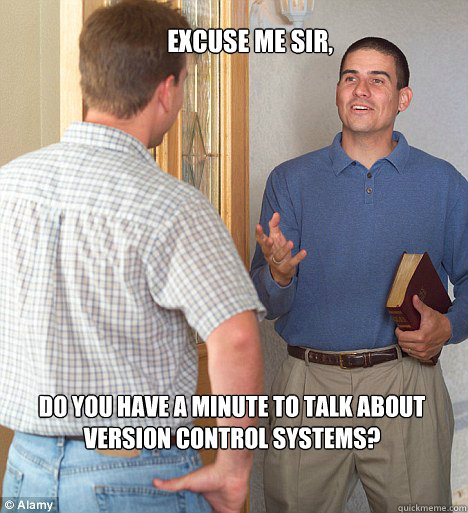 EXCUSE ME SIR,
DO YOU HAVE A MINUTE TO TALK ABOUT
VERSION CONTROL SYSTEMS?
© Alamy
quickmeme.com